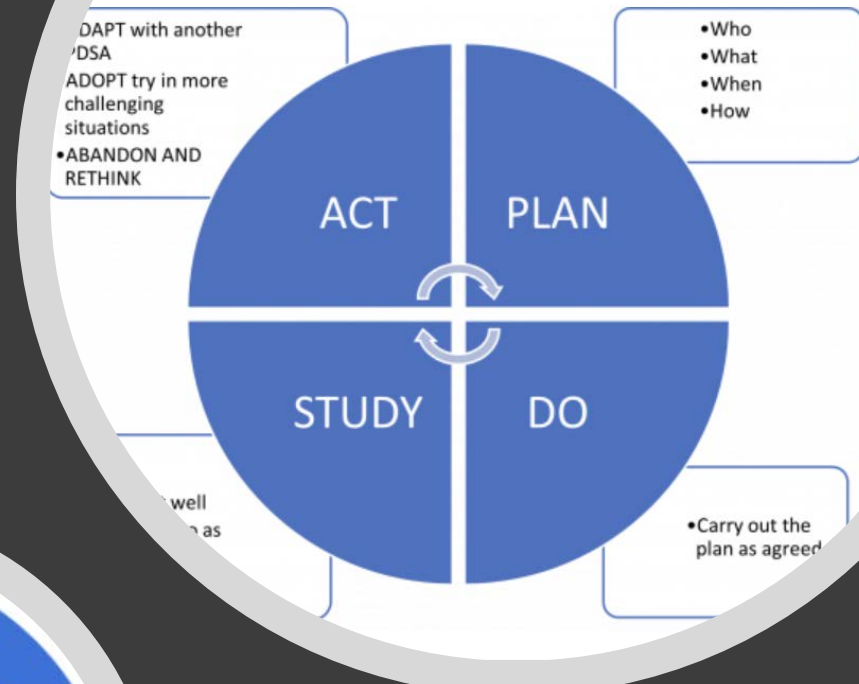 DAPT with another
PDSA
ADOPT try in more
challenging
situations
•ABANDON AND
RETHINK
•Who
•What
•When
•How
ACT
PLAN
STUDY
DO
well
as
•Carry out the
plan as agreed